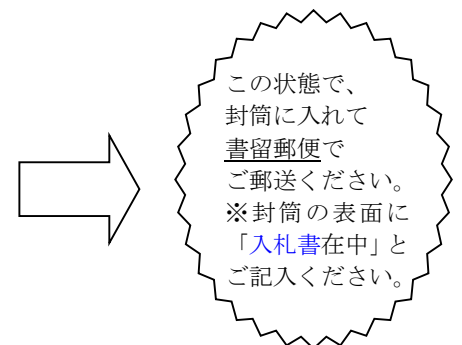 この状態で、
封筒に入れて
書留郵便で
ご郵送ください。
※封筒の表面に
「入札書在中」と
ご記入ください。